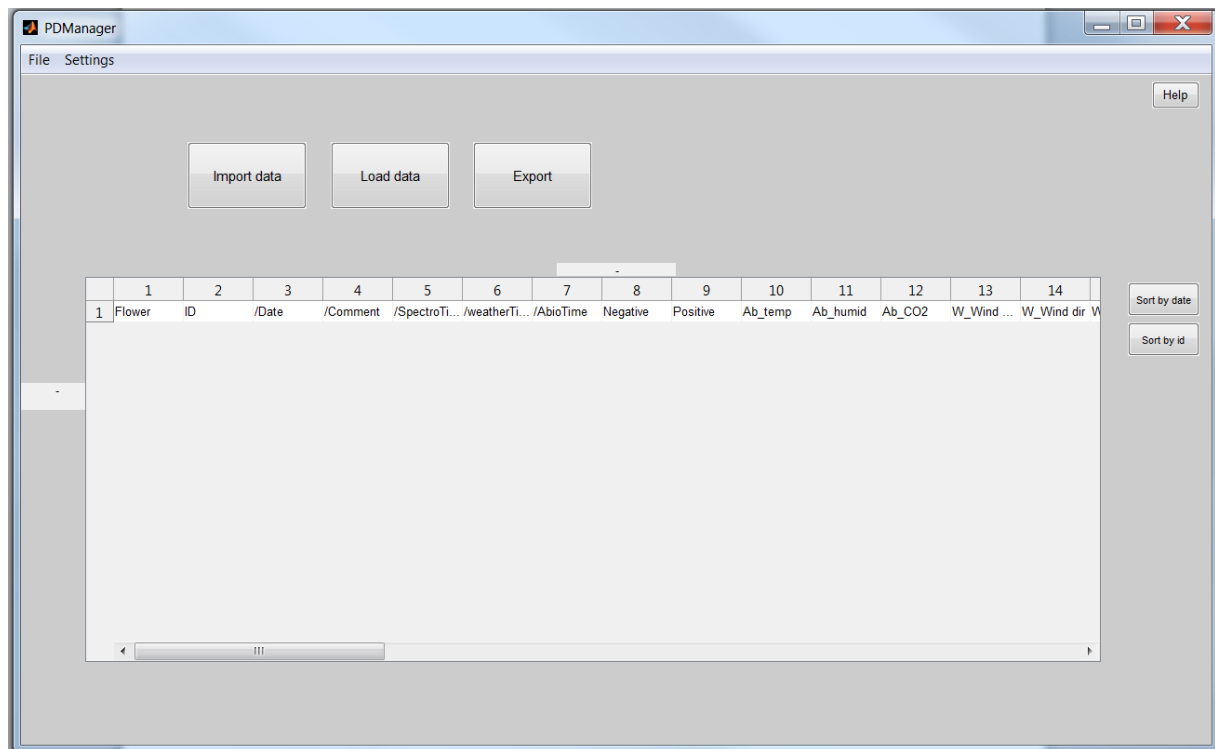 PDManager
File Settings
Help
Import data Load data Export
-
1 2 3 4 5 6 7 8 9 10 11 12 13 14
Sort by date
1 Flower ID /Date /Comment /SpectroTi... /weatherTi... /AbioTime Negative Positive Ab_temp Ab_humid Ab_CO2 W_Wind ... W_Wind dir W
Sort by id
-